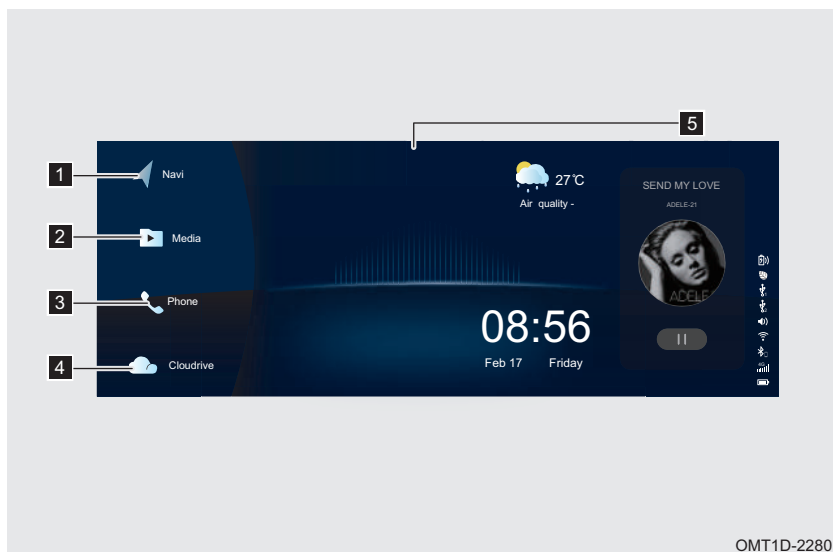 5
1
Navi
27℃
Air quality -
SEND MY LOVE
ADELE-21
2
Media
ADELE
3
Phone
08:56
Feb 17 Friday
4
Cloudrive
OMT1D-2280